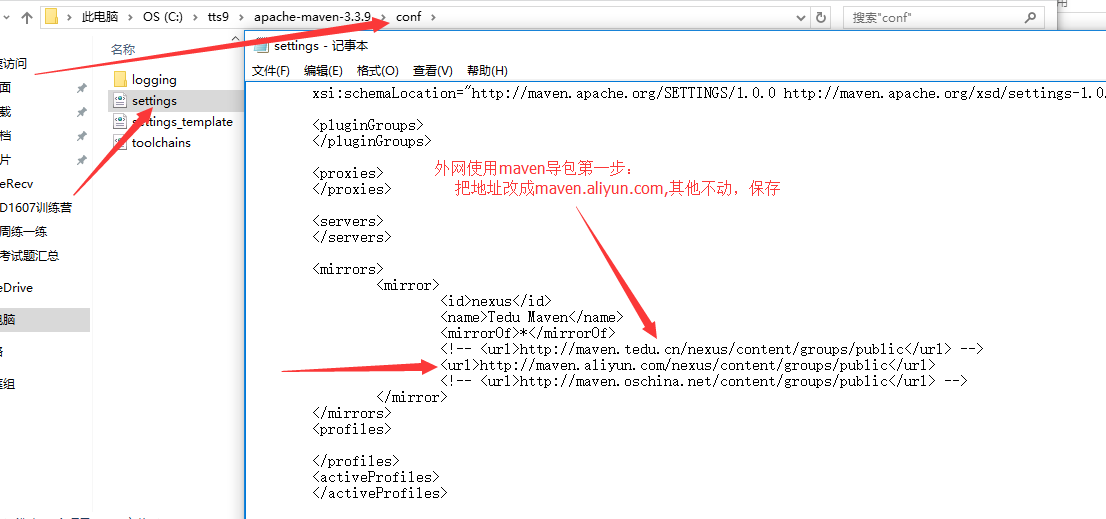 此电脑 › OS (C:) › tts9 › apache-maven-3.3.9 › conf
搜索"conf"
名称
速访问
面
载
档
片
eRecv
D1607训练营
周练一练
考试题汇总
eDrive
电脑
络
庭组
logging
settings
settings_template
toolchains
settings - 记事本
文件(F) 编辑(E) 格式(O) 查看(V) 帮助(H)
xsi:schemaLocation="http://maven.apache.org/SETTINGS/1.0.0 http://maven.apache.org/xsd/settings-1.0.
<pluginGroups>
</pluginGroups>
<proxies>
</proxies>
外网使用maven导包第一步：
把地址改成maven.aliyun.com,其他不动，保存
<servers>
</servers>
<mirrors>
<mirror>
<id>nexus</id>
<name>Tedu Maven</name>
<mirrorOf>*</mirrorOf>
<!-- <url>http://maven.tedu.cn/nexus/content/groups/public</url> -->
<url>http://maven.aliyun.com/nexus/content/groups/public</url>
<!-- <url>http://maven.oschina.net/content/groups/public</url> -->
</mirror>
</mirrors>
<profiles>
</profiles>
<activeProfiles>
</activeProfiles>